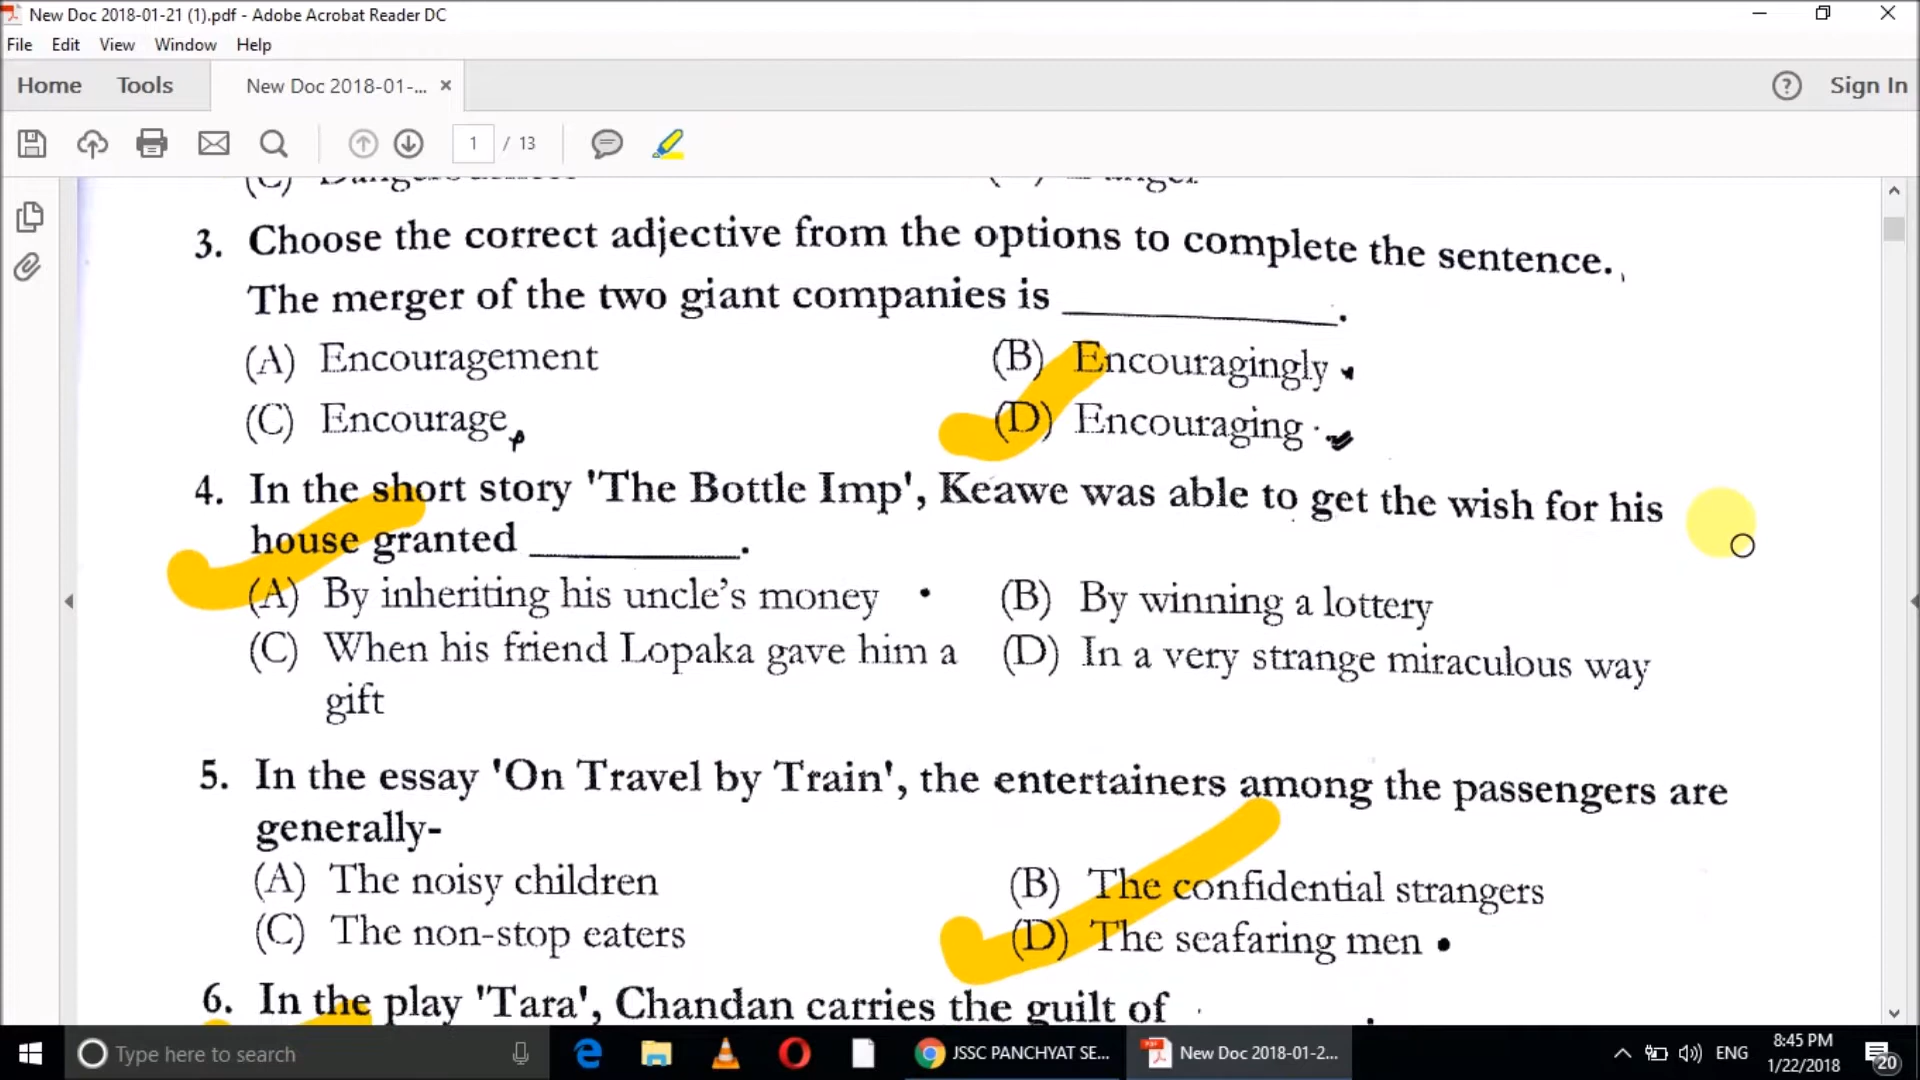 New Doc 2018-01-21 (1).pdf - Adobe Acrobat Reader DC
File Edit View Window Help
Home Tools New Doc 2018-01-... × ? Sign In
1 / 13
3. Choose the correct adjective from the options to complete the sentence.
The merger of the two giant companies is ____________.
(A) Encouragement (B) Encouragingly
(C) Encourage (D) Encouraging
4. In the short story 'The Bottle Imp', Keawe was able to get the wish for his
house granted __________.
(A) By inheriting his uncle's money (B) By winning a lottery
(C) When his friend Lopaka gave him a (D) In a very strange miraculous way
gift
5. In the essay 'On Travel by Train', the entertainers among the passengers are
generally-
(A) The noisy children (B) The confidential strangers
(C) The non-stop eaters (D) The seafaring men
6. In the play 'Tara', Chandan carries the guilt of
Type here to search JSSC PANCHYAT SE... New Doc 2018-01-2... ENG 8:45 PM
1/22/2018 20